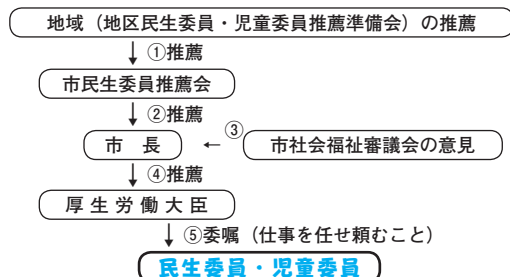 地域（地区民生委員・児童委員推薦準備会）の推薦
①推薦
市民生委員推薦会
②推薦
市 長 ← ③ 市社会福祉審議会の意見
④推薦
厚生労働大臣
⑤委嘱（仕事を任せ頼むこと）
民生委員・児童委員